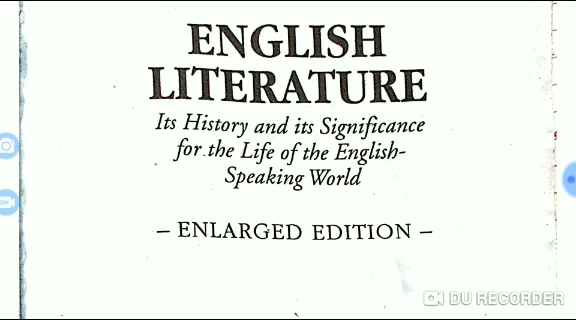 ENGLISH
LITERATURE
Its History and its Significance
for the Life of the English-
Speaking World
– ENLARGED EDITION –
DU RECORDER